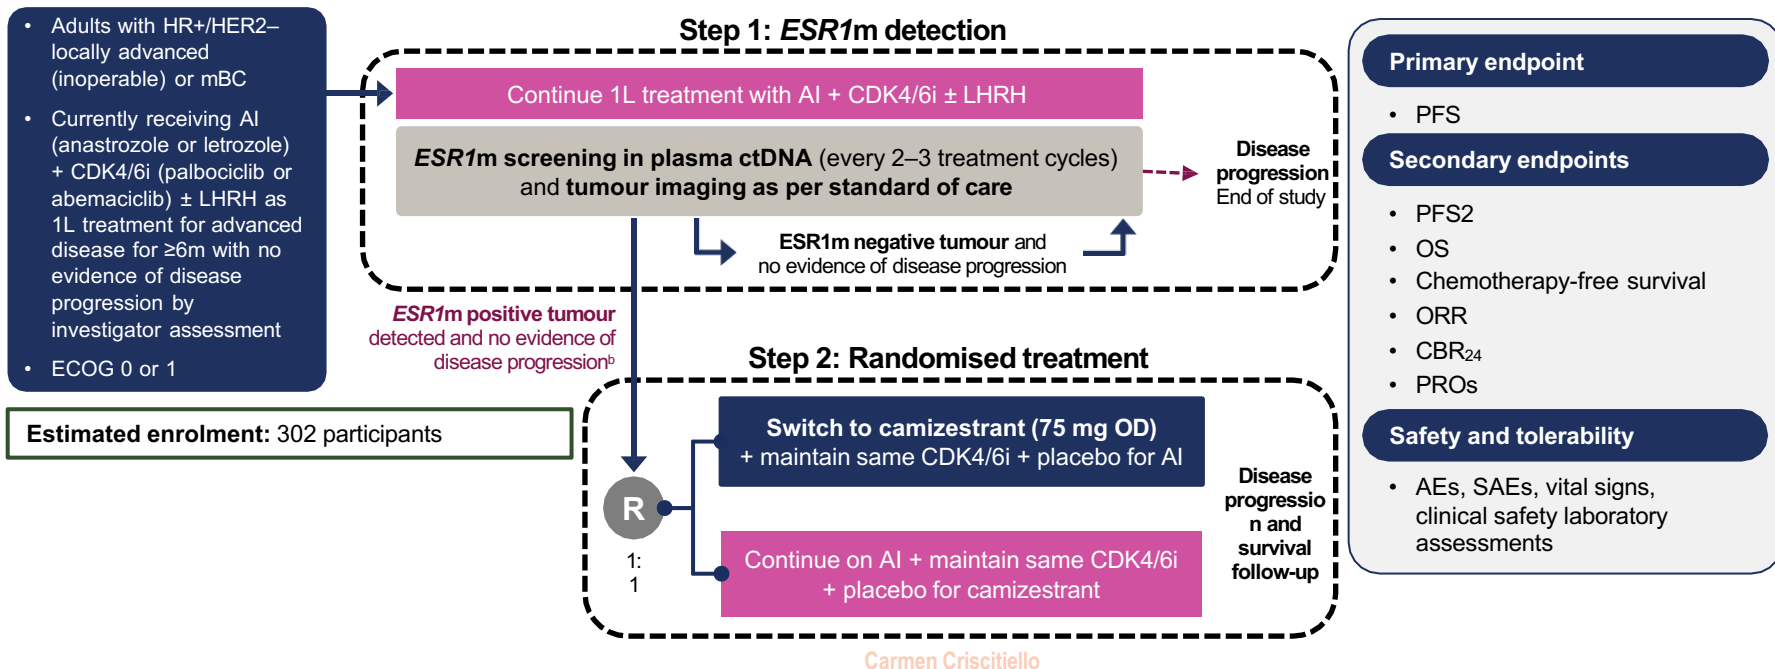 • Adults with HR+/HER2–
locally advanced
(inoperable) or mBC
• Currently receiving AI
(anastrozole or letrozole)
+ CDK4/6i (palbociclib or
abemaciclib) ± LHRH as
1L treatment for advanced
disease for ≥6m with no
evidence of disease
progression by
investigator assessment
• ECOG 0 or 1
Estimated enrolment: 302 participants
Step 1: ESR1m detection
Continue 1L treatment with AI + CDK4/6i ± LHRH
ESR1m screening in plasma ctDNA (every 2–3 treatment cycles)
and tumour imaging as per standard of care
Disease
progression
End of study
ESR1m negative tumour and
no evidence of disease progression
ESR1m positive tumour
detected and no evidence of
disease progressionᵇ
Step 2: Randomised treatment
R
1:
1
Switch to camizestrant (75 mg OD)
+ maintain same CDK4/6i + placebo for AI
Continue on AI + maintain same CDK4/6i
+ placebo for camizestrant
Disease
progressio
n and
survival
follow-up
Primary endpoint
• PFS
Secondary endpoints
• PFS2
• OS
• Chemotherapy-free survival
• ORR
• CBR₂₄
• PROs
Safety and tolerability
• AEs, SAEs, vital signs,
clinical safety laboratory
assessments
Carmen Criscitiello